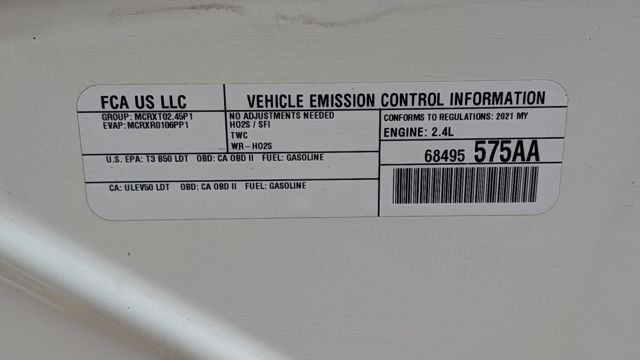 FCA US LLC
VEHICLE EMISSION CONTROL INFORMATION
GROUP: MCRXT02.45P1
EVAP: MCRXR0106PP1
NO ADJUSTMENTS NEEDED
HO2S / SFI
TWC
WR-HO2S
CONFORMS TO REGULATIONS: 2021 MY
ENGINE: 2.4L
U.S. EPA: T3 B50 LDT OBD: CA OBD II FUEL: GASOLINE
CA: ULEV50 LDT OBD: CA OBD II FUEL: GASOLINE
68495 575AA